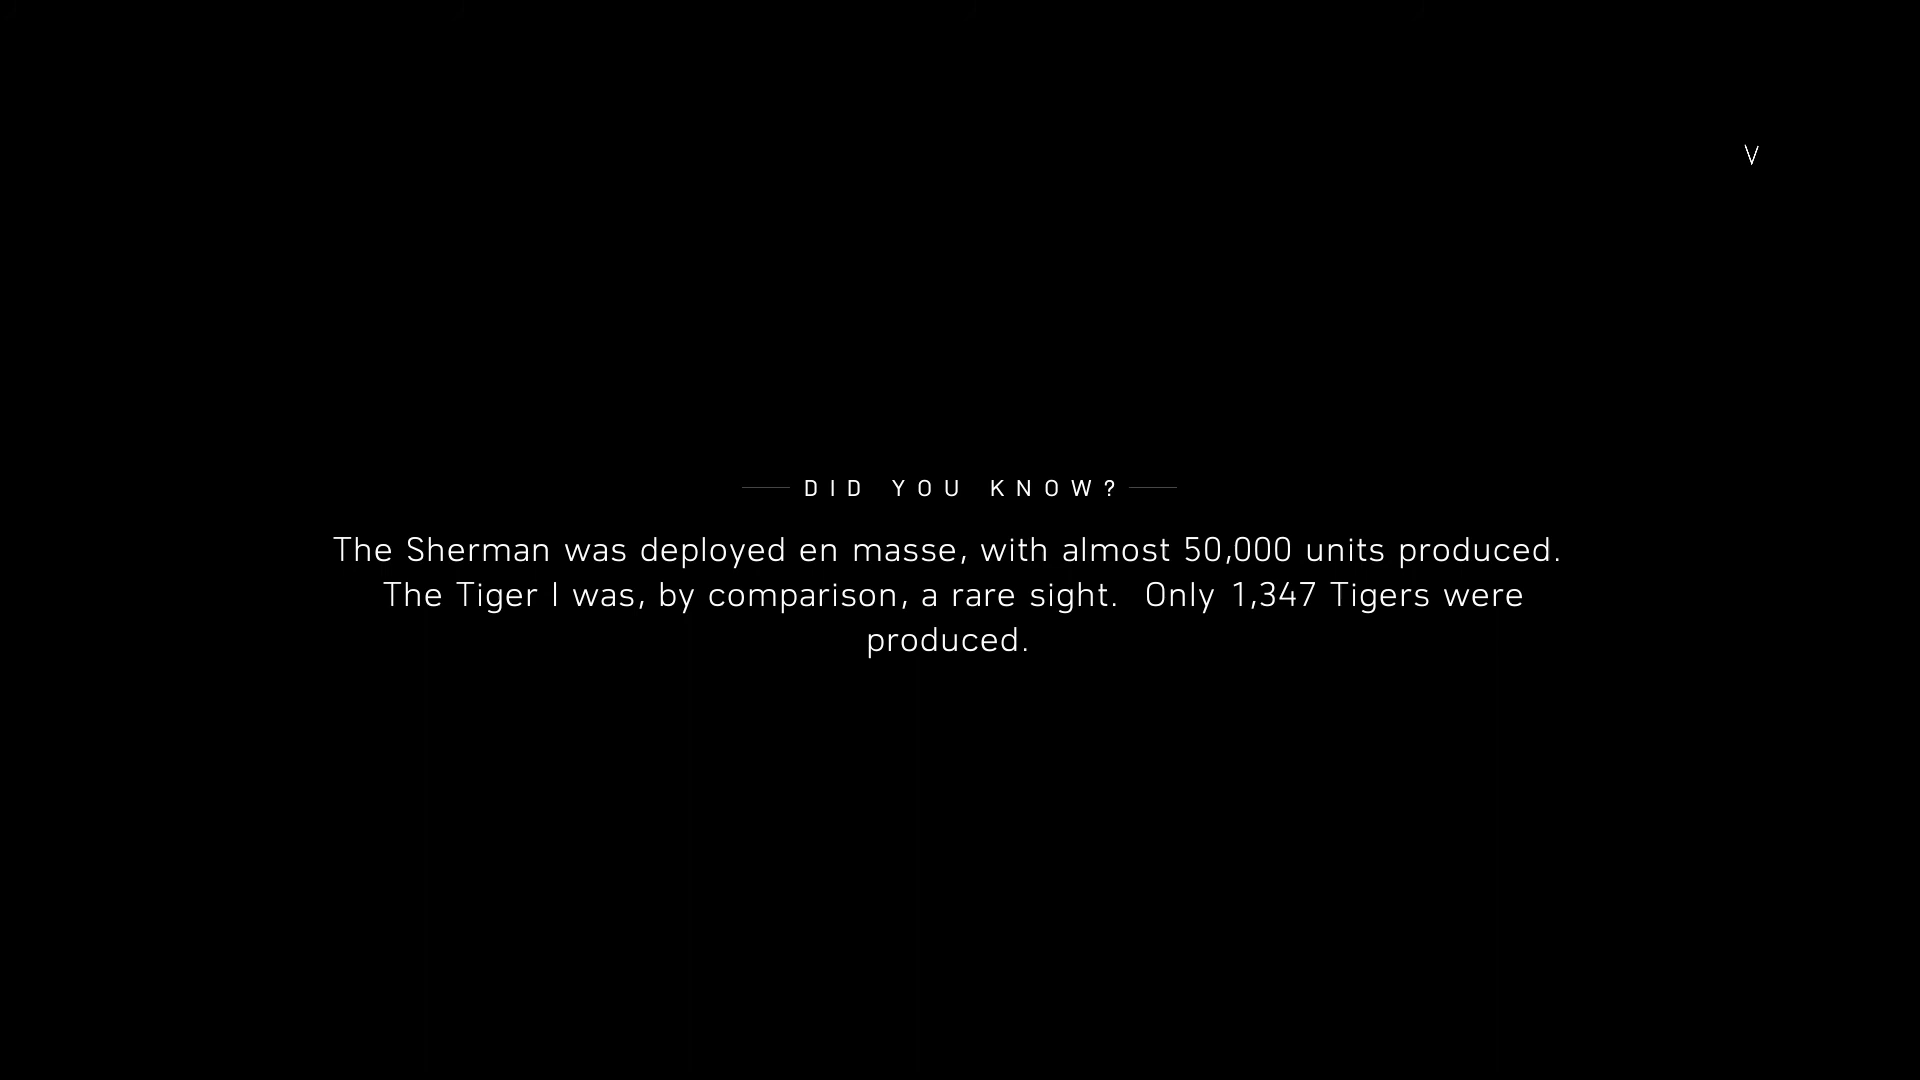 V
DID YOU KNOW?
The Sherman was deployed en masse, with almost 50,000 units produced.
The Tiger I was, by comparison, a rare sight.  Only 1,347 Tigers were
produced.